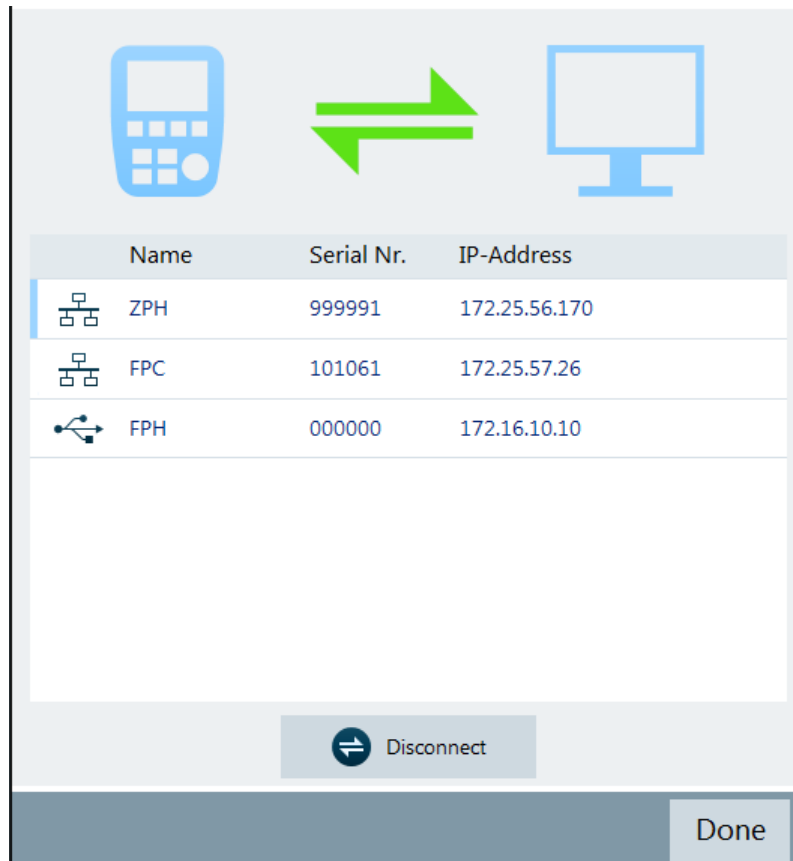 Name Serial Nr. IP-Address
ZPH 999991 172.25.56.170
FPC 101061 172.25.57.26
FPH 000000 172.16.10.10
Disconnect
Done